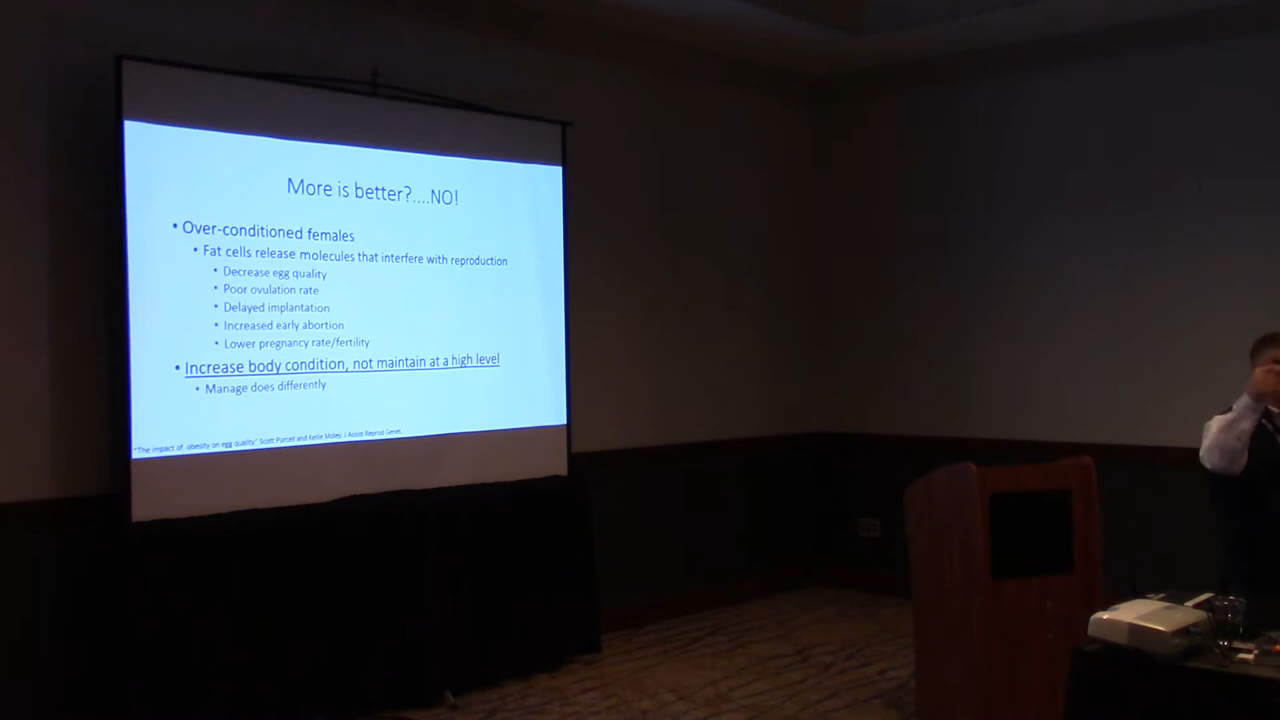 More is better?....NO!
• Over-conditioned females
• Fat cells release molecules that interfere with reproduction
• Decrease egg quality
• Poor ovulation rate
• Delayed implantation
• Increased early abortion
• Lower pregnancy rate/fertility
• Increase body condition, not maintain at a high level
• Manage does differently
"The impact of obesity on egg quality" Scott Purcell and Kellie Moley. J Assist Reprod Genet.